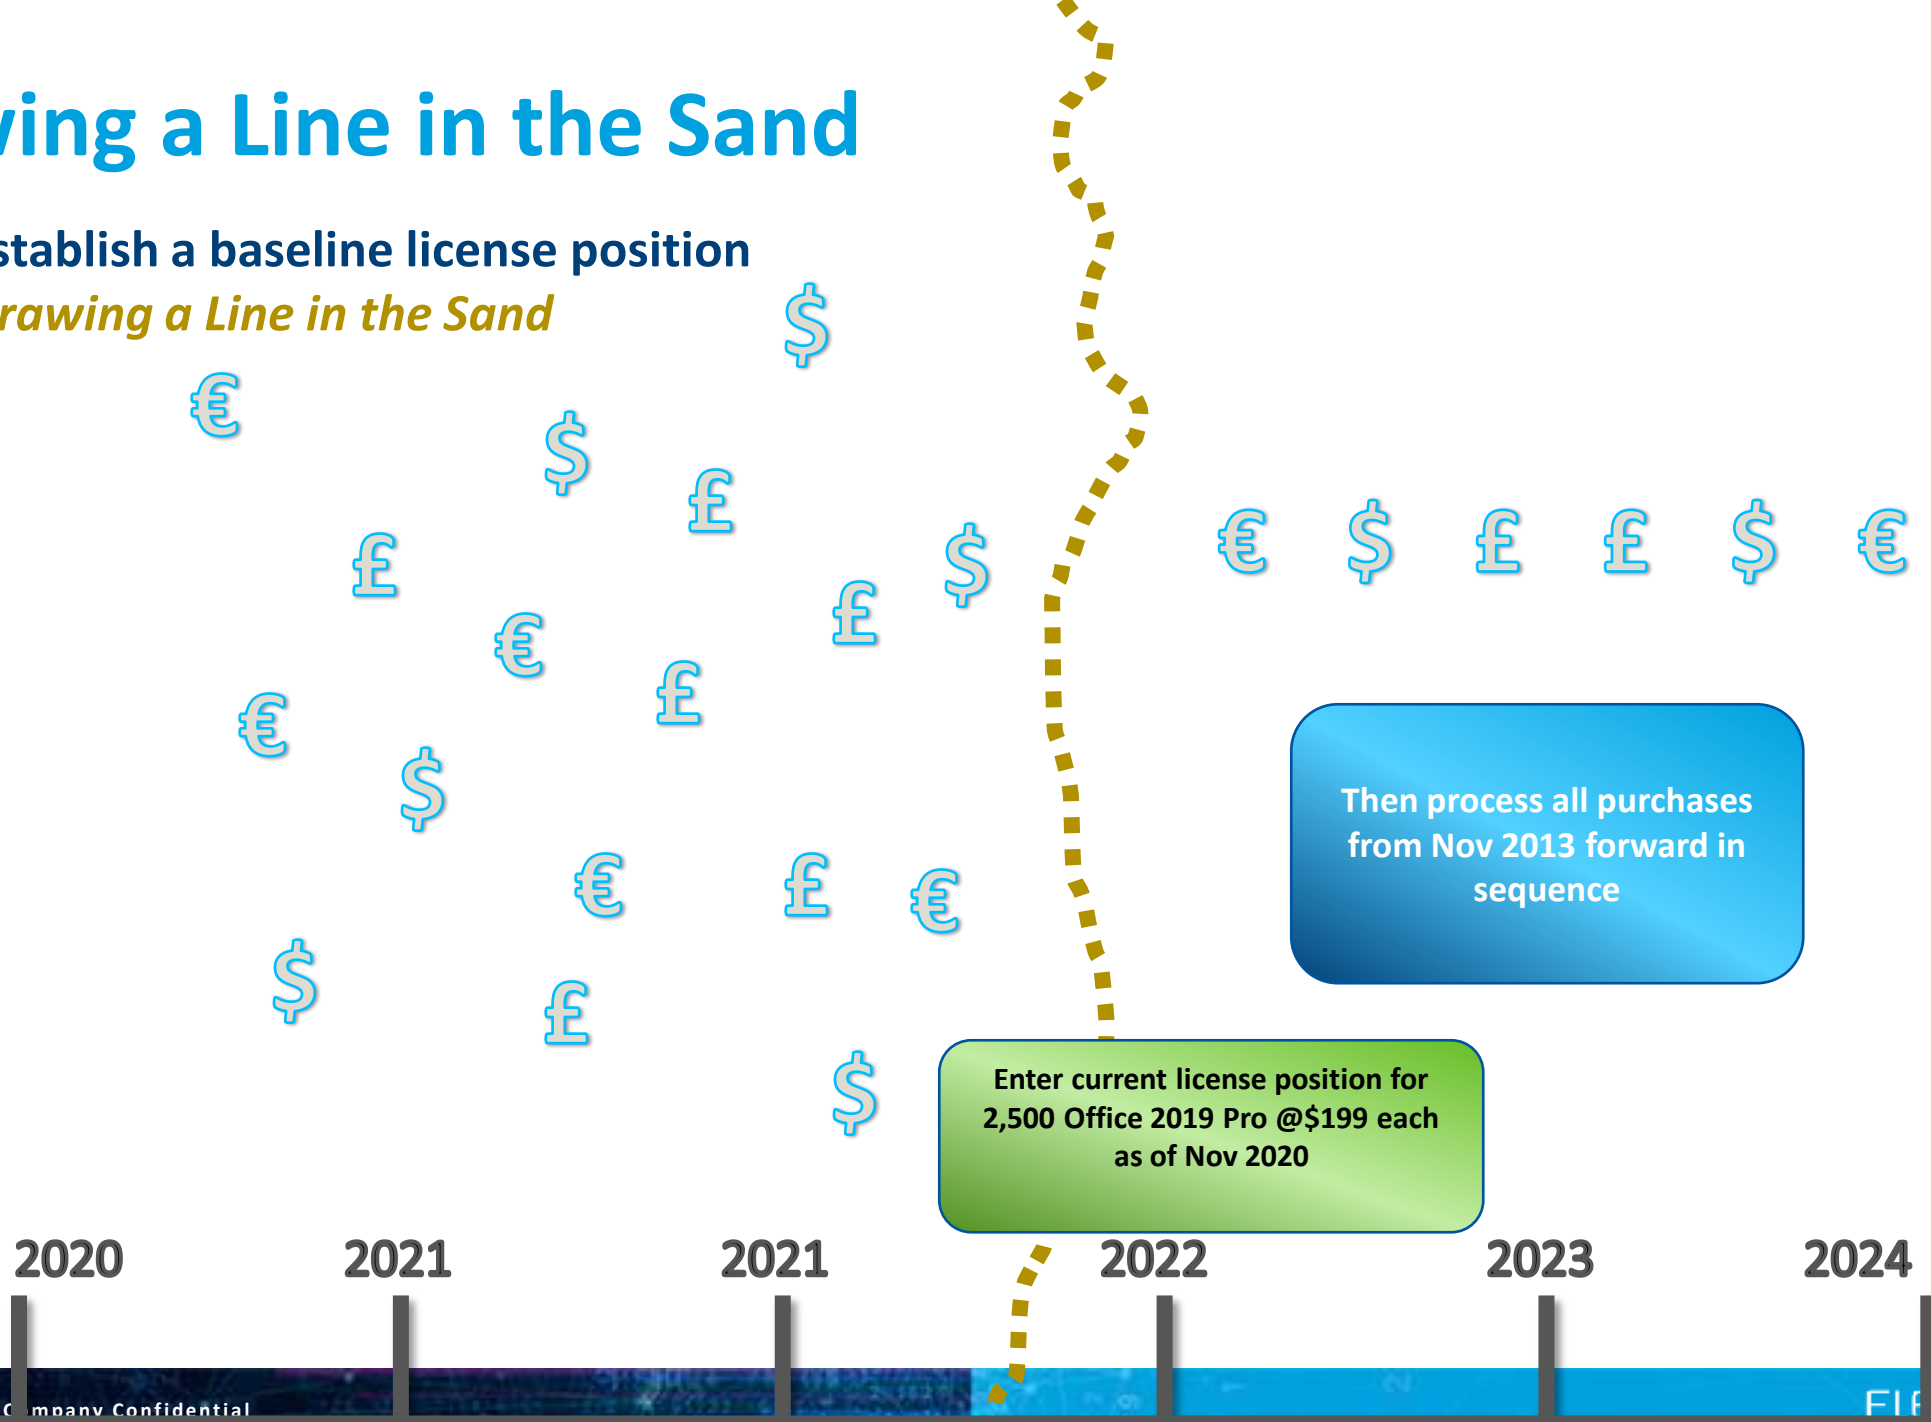 ving a Line in the Sand
stablish a baseline license position
rawing a Line in the Sand
$
€
$
£
$
£
€ $ £ £ $ €
£
€
£
€
$
€
£
€
$
£
$
Then process all purchases
from Nov 2013 forward in
sequence
Enter current license position for
2,500 Office 2019 Pro @$199 each
as of Nov 2020
2020 2021 2021 2022 2023 2024
Company Confidential